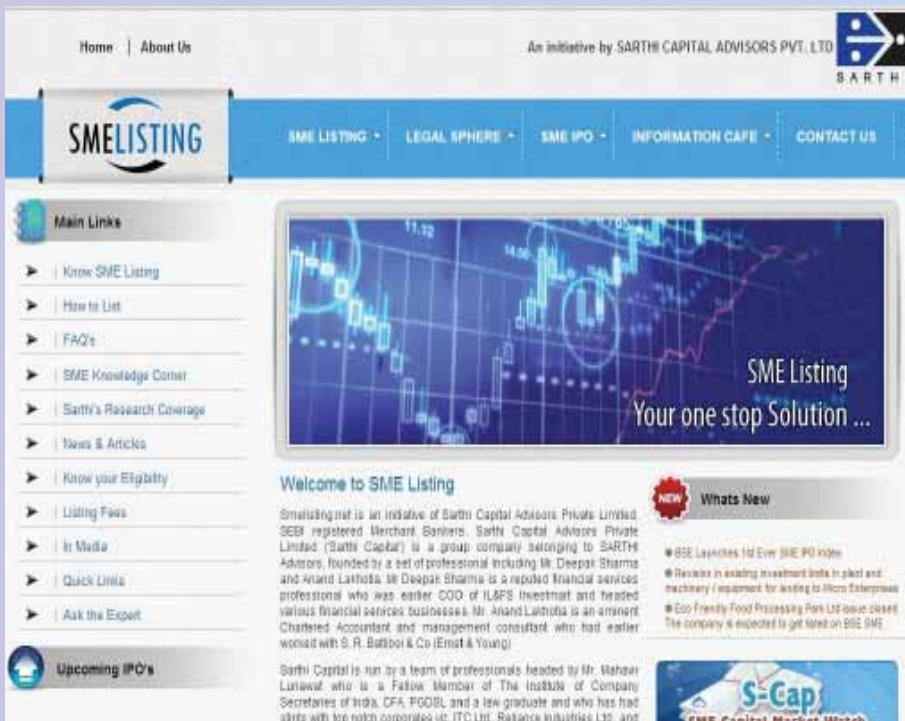 Home | About Us
An initiative by SARTHI CAPITAL ADVISORS PVT. LTD
SARTH
SMELISTING
SME LISTING
LEGAL SPHERE
SME IPO
INFORMATION CAFE
CONTACT US
Main Links
Know SME Listing
How to List
FAQ's
SME Knowledge Corner
Sarthi's Research Coverage
News & Articles
Know your Eligibility
Listing Fees
In Media
Quick Links
Ask the Expert
Upcoming IPO's
11.12
14.06
SME Listing
Your one stop Solution ...
Welcome to SME Listing
Smelisting.net is an initiative of Sarthi Capital Advisors Private Limited,
SEBI registered Merchant Bankers. Sarthi Capital Advisors Private
Limited ('Sarthi Capital') is a group company belonging to SARTHI
Advisors, founded by a set of professional including Mr. Deepak Sharma
and Anand Lakhotia. Mr Deepak Sharma is a reputed financial services
professional who was earlier COO of IL&FS Investmart and headed
various financial services businesses. Mr. Anand Lakhotia is an eminent
Chartered Accountant and management consultant who had earlier
worked with S. R. Batliboi & Co (Ernst & Young)
Sarthi Capital is run by a team of professionals headed by Mr. Mahavir
Lunawat who is a Fellow Member of The Institute of Company
Secretaries of India, CFA, PGDSL and a law graduate and who has had
stints with top notch corporates viz. ITC Ltd, Reliance Industries Ltd, and
NEW
Whats New
BSE Launches 1st Ever SME IPO Index
Revision in existing investment limits in plant and
machinery / equipment for lending to Micro Enterprises
Eco Friendly Food Processing Park Ltd issue closed.
The company is expected to get listed on BSE SME
S-Cap
SME Capital Market Watch